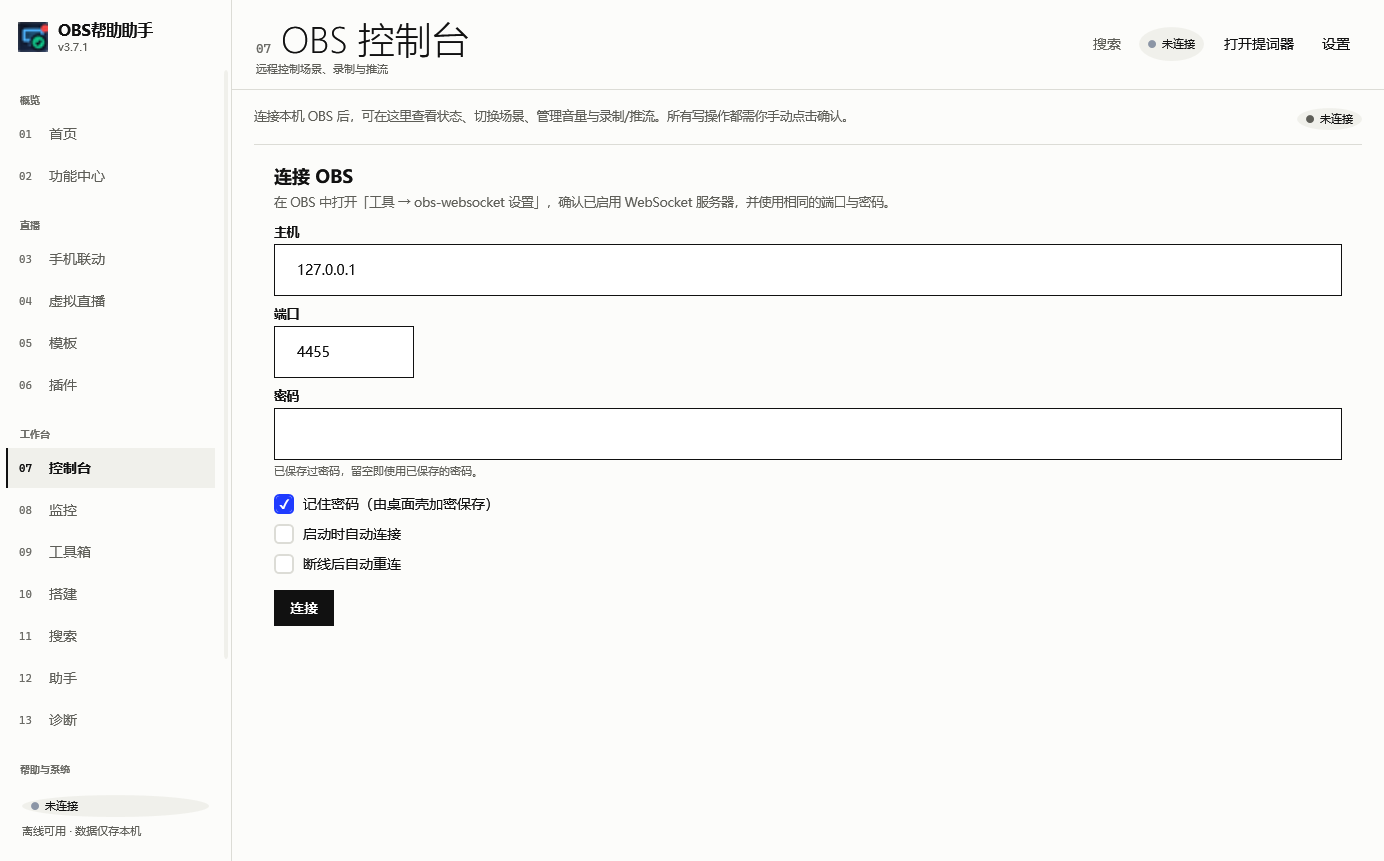 OBS帮助助手
v3.7.1
概览
01 首页
02 功能中心
直播
03 手机联动
04 虚拟直播
05 模板
06 插件
工作台
07 控制台
08 监控
09 工具箱
10 搭建
11 搜索
12 助手
13 诊断
帮助与系统
未连接
离线可用 · 数据仅存本机
07 OBS 控制台
远程控制场景、录制与推流
搜索
未连接
打开提词器
设置
连接本机 OBS 后，可在这里查看状态、切换场景、管理音量与录制/推流。所有写操作都需你手动点击确认。
未连接
连接 OBS
在 OBS 中打开「工具 → obs-websocket 设置」，确认已启用 WebSocket 服务器，并使用相同的端口与密码。
主机
127.0.0.1
端口
4455
密码
已保存过密码，留空即使用已保存的密码。
记住密码（由桌面壳加密保存）
启动时自动连接
断线后自动重连
连接